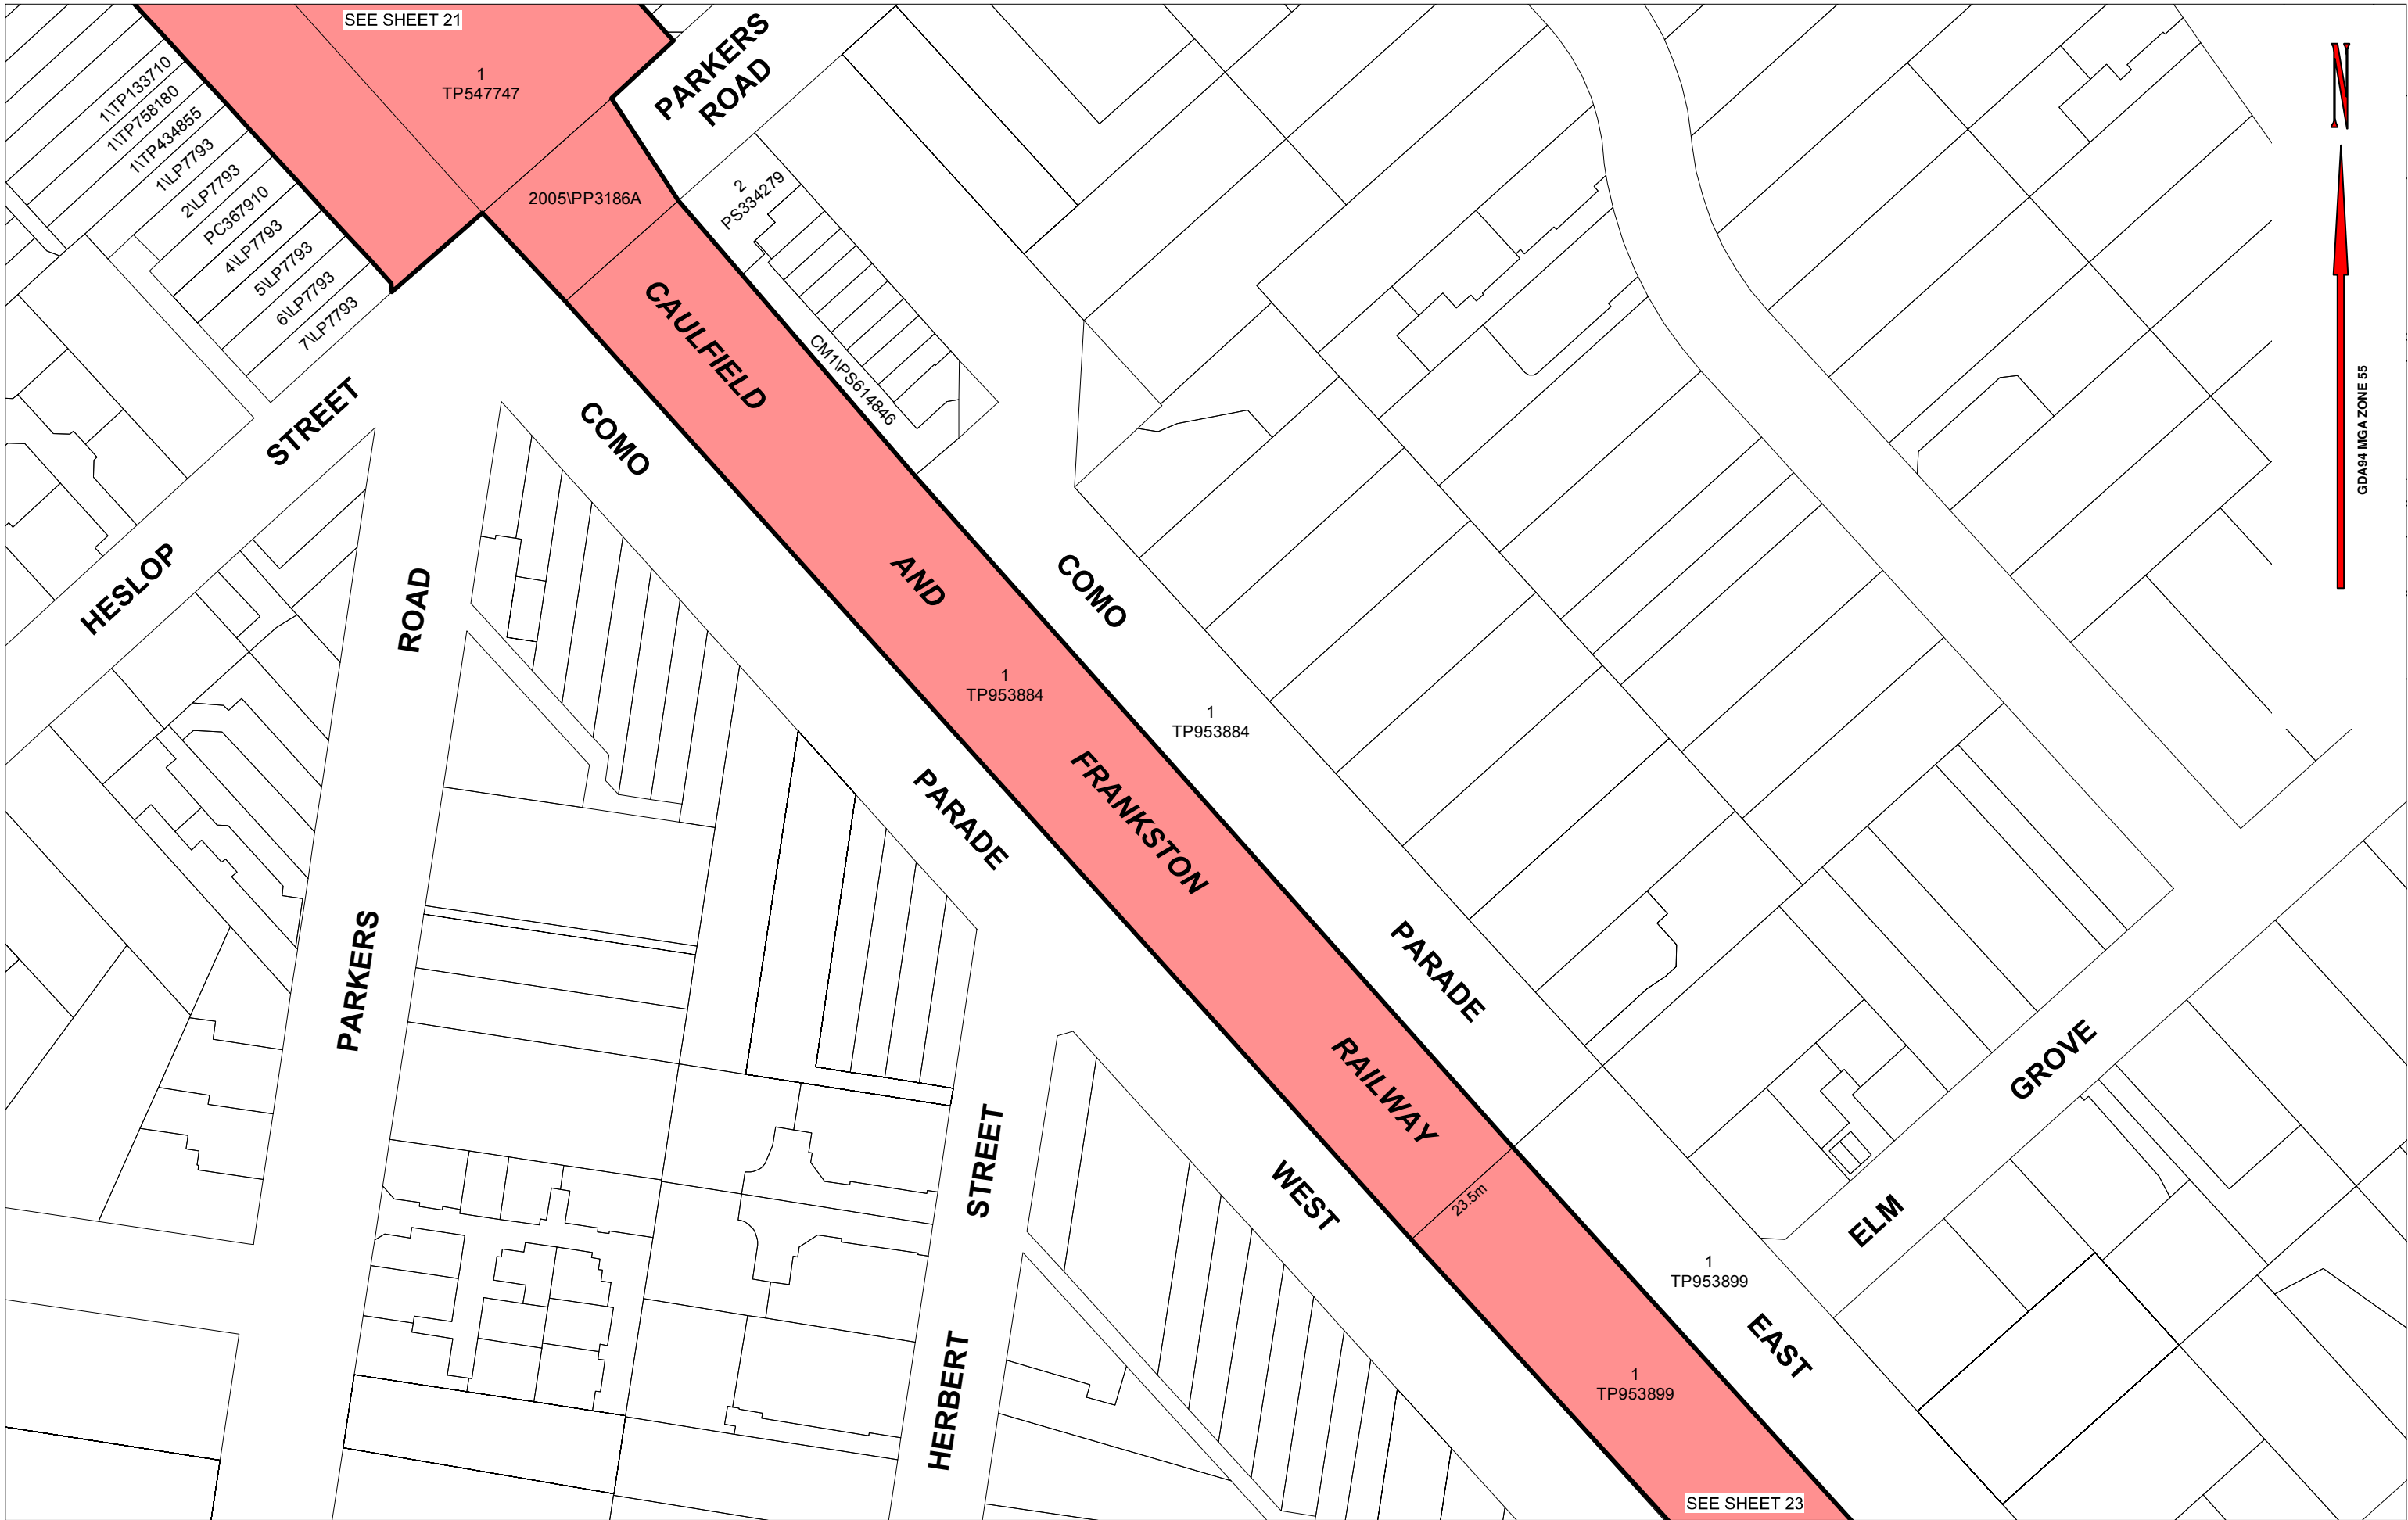 SEE SHEET 21
1
TP547747
PARKERS
ROAD
N
GDA94 MGA ZONE 55
1\TP133710
1\TP758180
1\TP434855
1\LP7793
2\LP7793
PC367910
4\LP7793
5\LP7793
6\LP7793
7\LP7793
2005\PP3186A
2
PS334279
CM1\PS614846
HESLOP STREET
PARKERS ROAD
COMO PARADE WEST
CAULFIELD AND FRANKSTON RAILWAY
COMO PARADE EAST
1
TP953884
1
TP953884
HERBERT STREET
ELM GROVE
23.5m
1
TP953899
1
TP953899
SEE SHEET 23